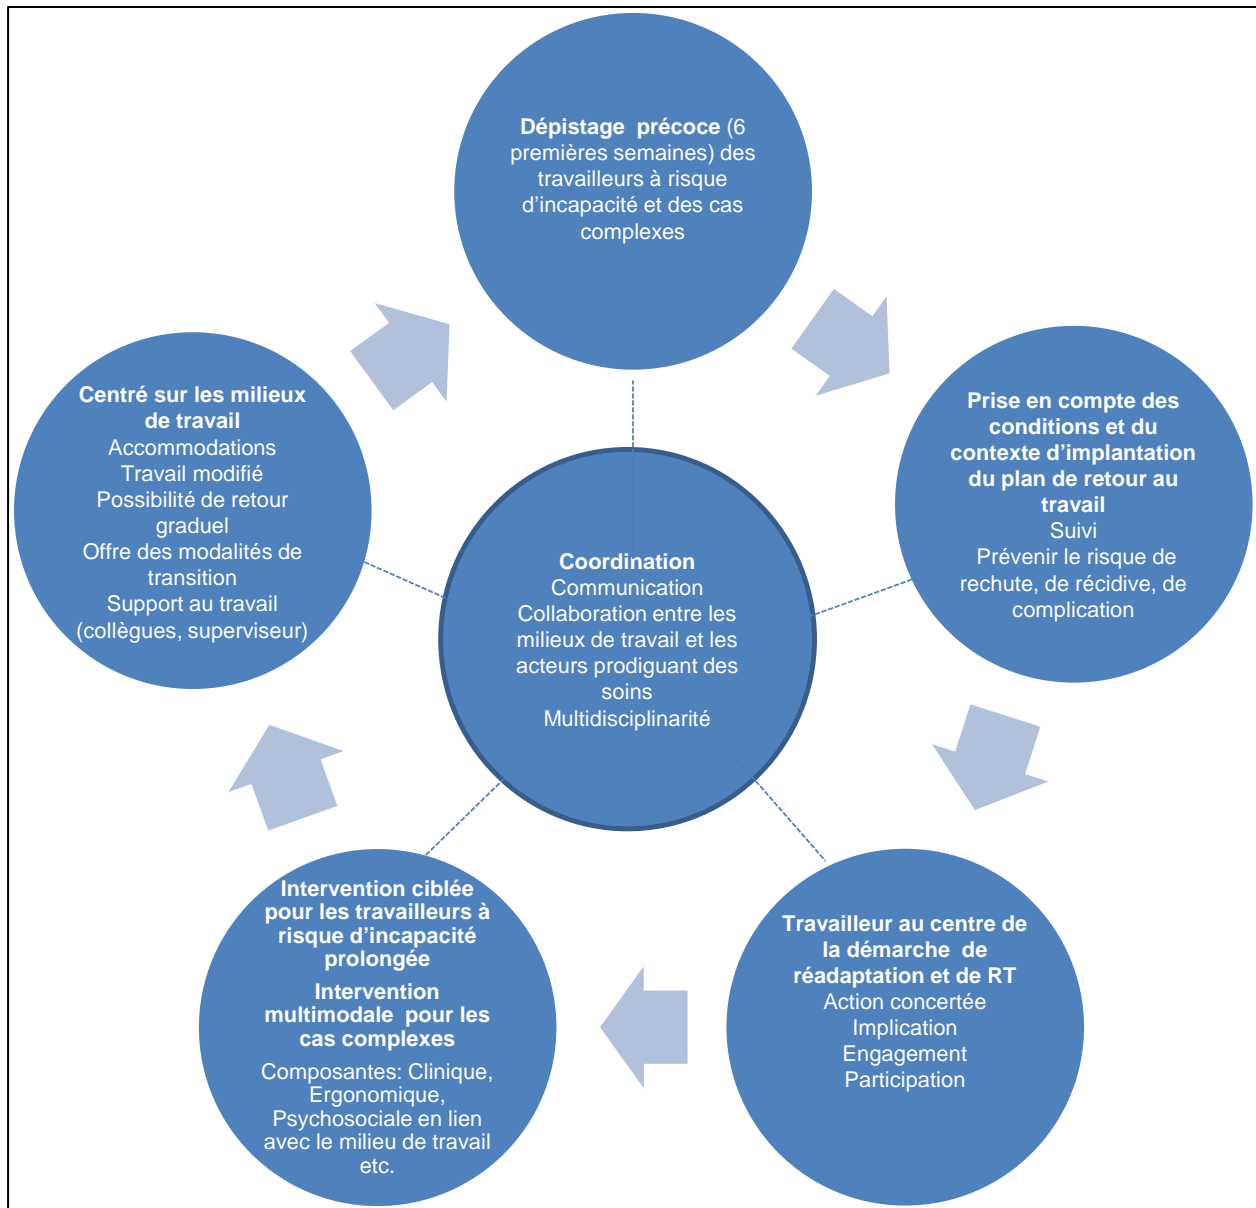 Dépistage précoce (6
premières semaines) des
travailleurs à risque
d'incapacité et des cas
complexes
Prise en compte des
conditions et du
contexte d'implantation
du plan de retour au
travail
Suivi
Prévenir le risque de
rechute, de récidive, de
complication
Travailleur au centre de
la démarche de
réadaptation et de RT
Action concertée
Implication
Engagement
Participation
Intervention ciblée
pour les travailleurs à
risque d'incapacité
prolongée
Intervention
multimodale pour les
cas complexes
Composantes: Clinique,
Ergonomique,
Psychosociale en lien
avec le milieu de travail
etc.
Centré sur les milieux
de travail
Accommodations
Travail modifié
Possibilité de retour
graduel
Offre des modalités de
transition
Support au travail
(collègues, superviseur)
Coordination
Communication
Collaboration entre les
milieux de travail et les
acteurs prodiguant des
soins
Multidisciplinarité